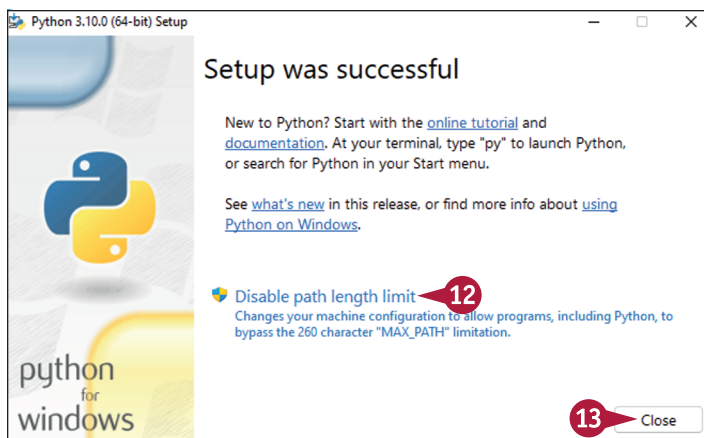 Python 3.10.0 (64-bit) Setup
Setup was successful
New to Python? Start with the online tutorial and
documentation. At your terminal, type "py" to launch Python,
or search for Python in your Start menu.
See what's new in this release, or find more info about using
Python on Windows.
Disable path length limit 12
Changes your machine configuration to allow programs, including Python, to
bypass the 260 character "MAX_PATH" limitation.
python
for
windows
13 Close